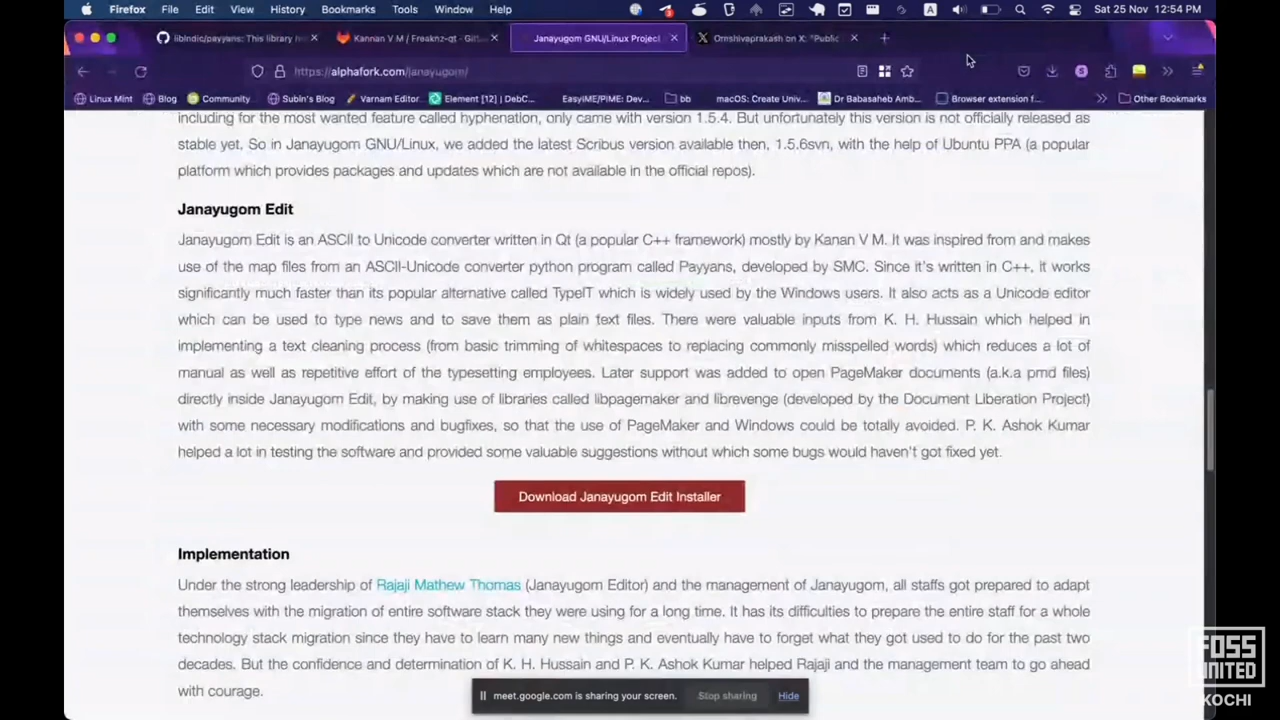 Firefox File Edit View History Bookmarks Tools Window Help A Sat 25 Nov 12:54 PM
libindic/payyans: This library Kannan V M / Freaknz-qt · Janayugom GNU/Linux Project Omshivaprakash on X: "Public
https://alphafork.com/janayugom/
Linux Mint Blog Community Subin's Blog Varnam Editor Element [12] | DebC... EasyIME/PIME: Dev... bb macOS: Create Univ... Dr Babasaheb Amb... Browser extension f... Other Bookmarks
including for the most wanted feature called hyphenation, only came with version 1.5.4. But unfortunately this version is not officially released as
stable yet. So in Janayugom GNU/Linux, we added the latest Scribus version available then, 1.5.6svn, with the help of Ubuntu PPA (a popular
platform which provides packages and updates which are not available in the official repos).
Janayugom Edit
Janayugom Edit is an ASCII to Unicode converter written in Qt (a popular C++ framework) mostly by Kanan V M. It was inspired from and makes
use of the map files from an ASCII-Unicode converter python program called Payyans, developed by SMC. Since it's written in C++, it works
significantly much faster than its popular alternative called TypeIT which is widely used by the Windows users. It also acts as a Unicode editor
which can be used to type news and to save them as plain text files. There were valuable inputs from K. H. Hussain which helped in
implementing a text cleaning process (from basic trimming of whitespaces to replacing commonly misspelled words) which reduces a lot of
manual as well as repetitive effort of the typesetting employees. Later support was added to open PageMaker documents (a.k.a pmd files)
directly inside Janayugom Edit, by making use of libraries called libpagemaker and librevenge (developed by the Document Liberation Project)
with some necessary modifications and bugfixes, so that the use of PageMaker and Windows could be totally avoided. P. K. Ashok Kumar
helped a lot in testing the software and provided some valuable suggestions without which some bugs would haven't got fixed yet.
Download Janayugom Edit Installer
Implementation
Under the strong leadership of Rajaji Mathew Thomas (Janayugom Editor) and the management of Janayugom, all staffs got prepared to adapt
themselves with the migration of entire software stack they were using for a long time. It has its difficulties to prepare the entire staff for a whole
technology stack migration since they have to learn many new things and eventually have to forget what they got used to do for the past two
decades. But the confidence and determination of K. H. Hussain and P. K. Ashok Kumar helped Rajaji and the management team to go ahead
with courage.
meet.google.com is sharing your screen. Stop sharing Hide
FOSS
UNITED
KOCHI